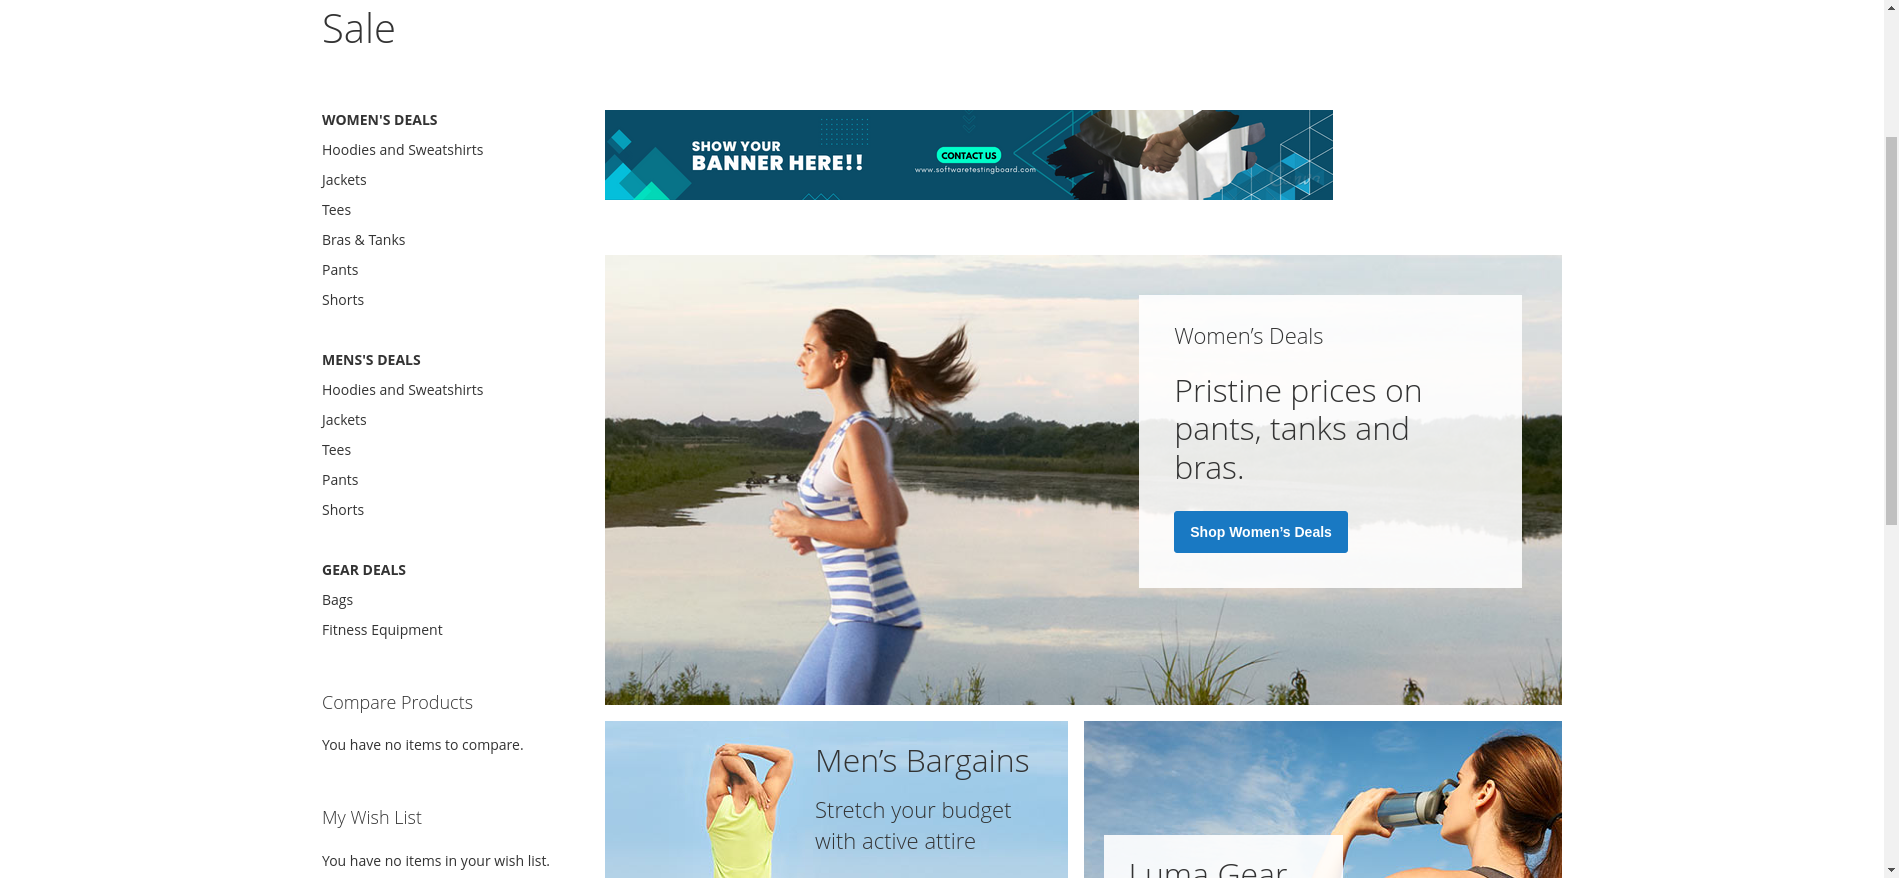 Sale
WOMEN'S DEALS
Hoodies and Sweatshirts
Jackets
Tees
Bras & Tanks
Pants
Shorts
MENS'S DEALS
Hoodies and Sweatshirts
Jackets
Tees
Pants
Shorts
GEAR DEALS
Bags
Fitness Equipment
Compare Products
You have no items to compare.
My Wish List
You have no items in your wish list.
SHOW YOUR
BANNER HERE!!
CONTACT US
www.softwaretestingboard.com
Women’s Deals
Pristine prices on
pants, tanks and
bras.
Shop Women’s Deals
Men’s Bargains
Stretch your budget
with active attire
Luma Gear